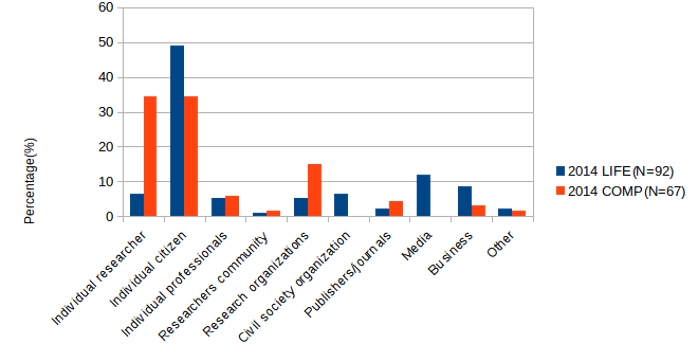 60
50
40
30
20
10
0
Percentage(%)
Individual researcher
Individual citizen
Individual professionals
Researchers community
Research organizations
Civil society organization
Publishers/journals
Media
Business
Other
2014 LIFE(N=92)
2014 COMP(N=67)